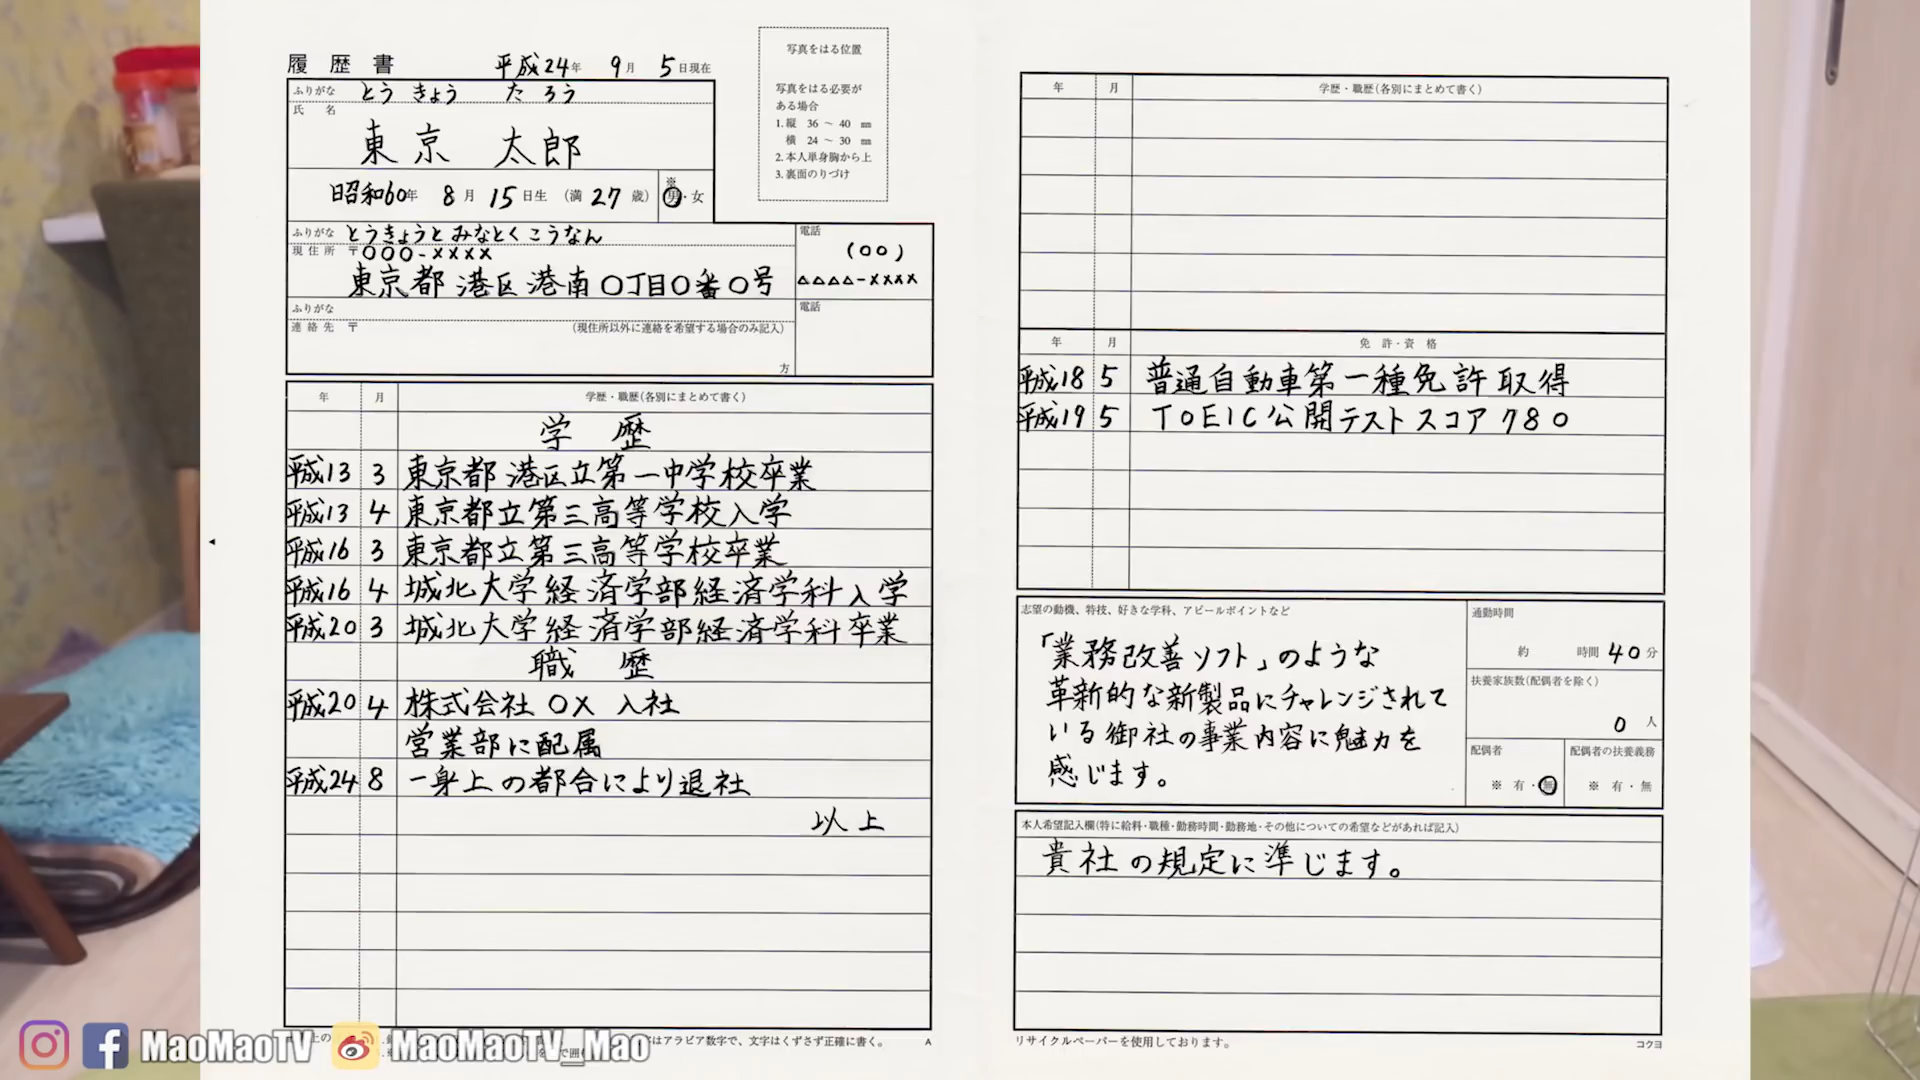 履歴書 平成24年 9月 5日現在
ふりがな とう きょう た ろう
氏 名
東京 太郎
昭和60年 8月 15日生 (満 27 歳) ※ 男・女
写真をはる位置
写真をはる必要が
ある場合
1.縦 36 ~ 40 mm
横 24 ~ 30 mm
2.本人単身胸から上
3.裏面のりづけ
ふりがな とうきょうと みなとく こうなん
現住所 〒○○○-××××
東京都 港区 港南 ○丁目○番 ○号
電話
(○○)
△△△△-××××
ふりがな
連絡先 〒 (現住所以外に連絡を希望する場合のみ記入)
方
電話
年 月 学歴・職歴(各別にまとめて書く)
学 歴
平成13 3 東京都 港区立第一中学校卒業
平成13 4 東京都立第三高等学校入学
平成16 3 東京都立第三高等学校卒業
平成16 4 城北大学経済学部経済学科入学
平成20 3 城北大学経済学部経済学科卒業
職 歴
平成20 4 株式会社 ○× 入社
営業部に配属
平成24 8 一身上の都合により退社
以上
はアラビア数字で、文字はくずさず正確に書く。 A
年 月 学歴・職歴(各別にまとめて書く)
年 月 免許・資格
平成18 5 普通自動車第一種免許取得
平成19 5 TOEIC公開テストスコア780
志望の動機、特技、好きな学科、アピールポイントなど
「業務改善ソフト」のような
革新的な新製品にチャレンジされて
いる御社の事業内容に魅力を
感じます。
通勤時間
約 時間 40分
扶養家族数(配偶者を除く)
0 人
配偶者
※ 有・無
配偶者の扶養義務
※ 有・無
本人希望記入欄(特に給料・職種・勤務時間・勤務地・その他についての希望などがあれば記入)
貴社の規定に準じます。
リサイクルペーパーを使用しております。
コクヨ
MaoMaoTV
MaoMaoTV_Mao